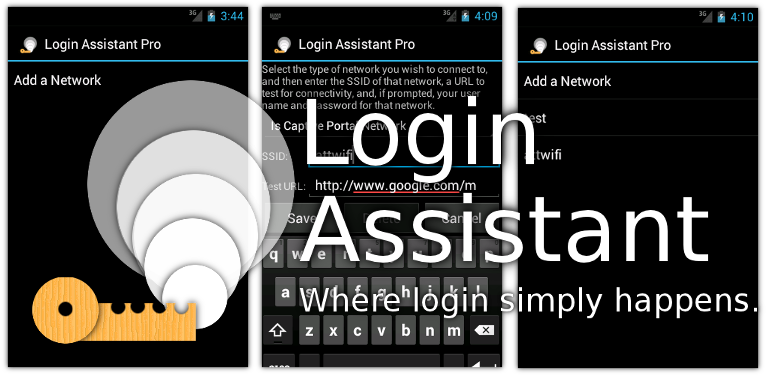 3G 3:44
Login Assistant Pro
Add a Network
3G 4:09
Login Assistant Pro
Select the type of network you wish to connect to,
and then enter the SSID of that network, a URL to
test for connectivity, and, if prompted, your user
name and password for that network.
Is Captive Portal Network
SSID: attwifi
Test URL: http://www.google.com/m
Save Cancel
q w e r t y u i o p
a s d f g h j k l
z x c v b n m
3G 4:10
Login Assistant Pro
Add a Network
test
attwifi
Login
Assistant
Where login simply happens.